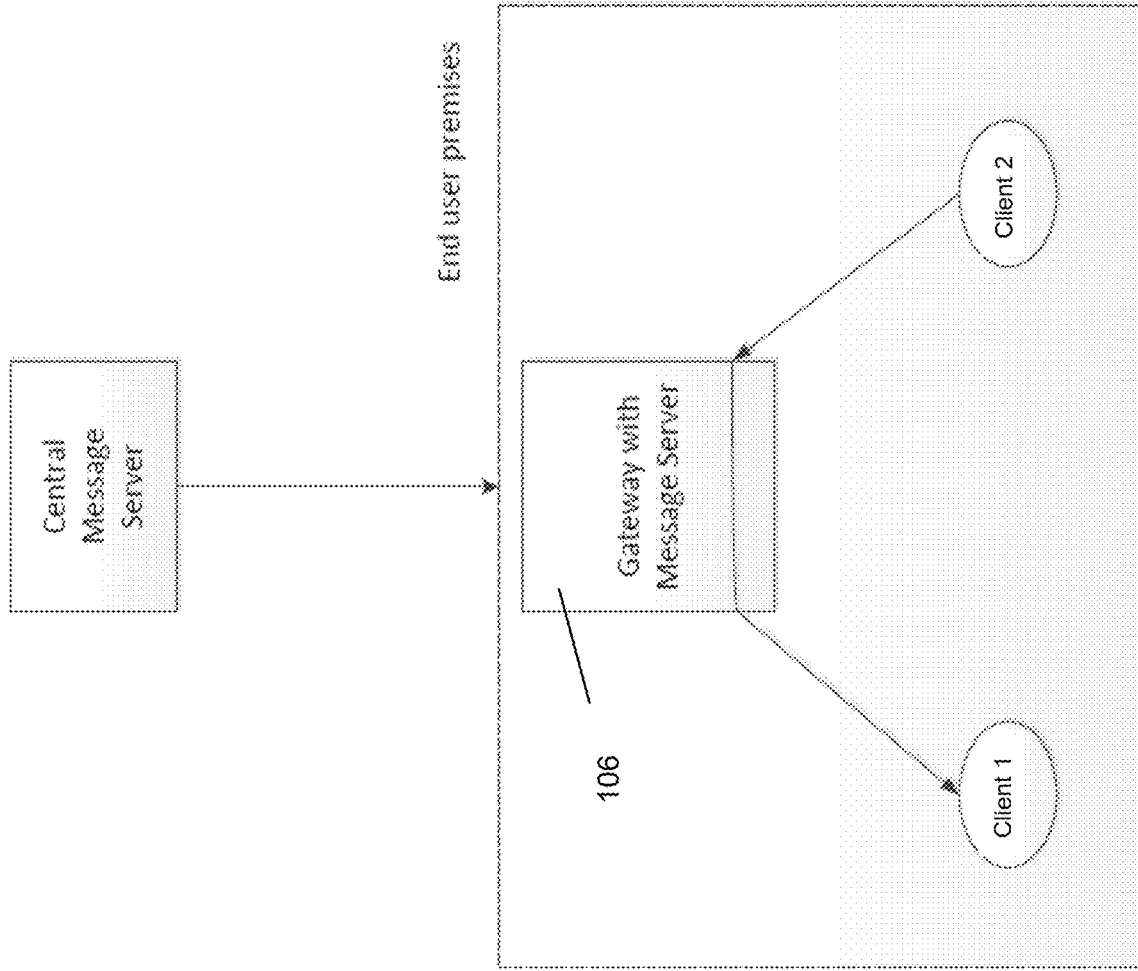 Central
Message
Server
End user premises
Gateway with
Message Server
106
Client 1
Client 2